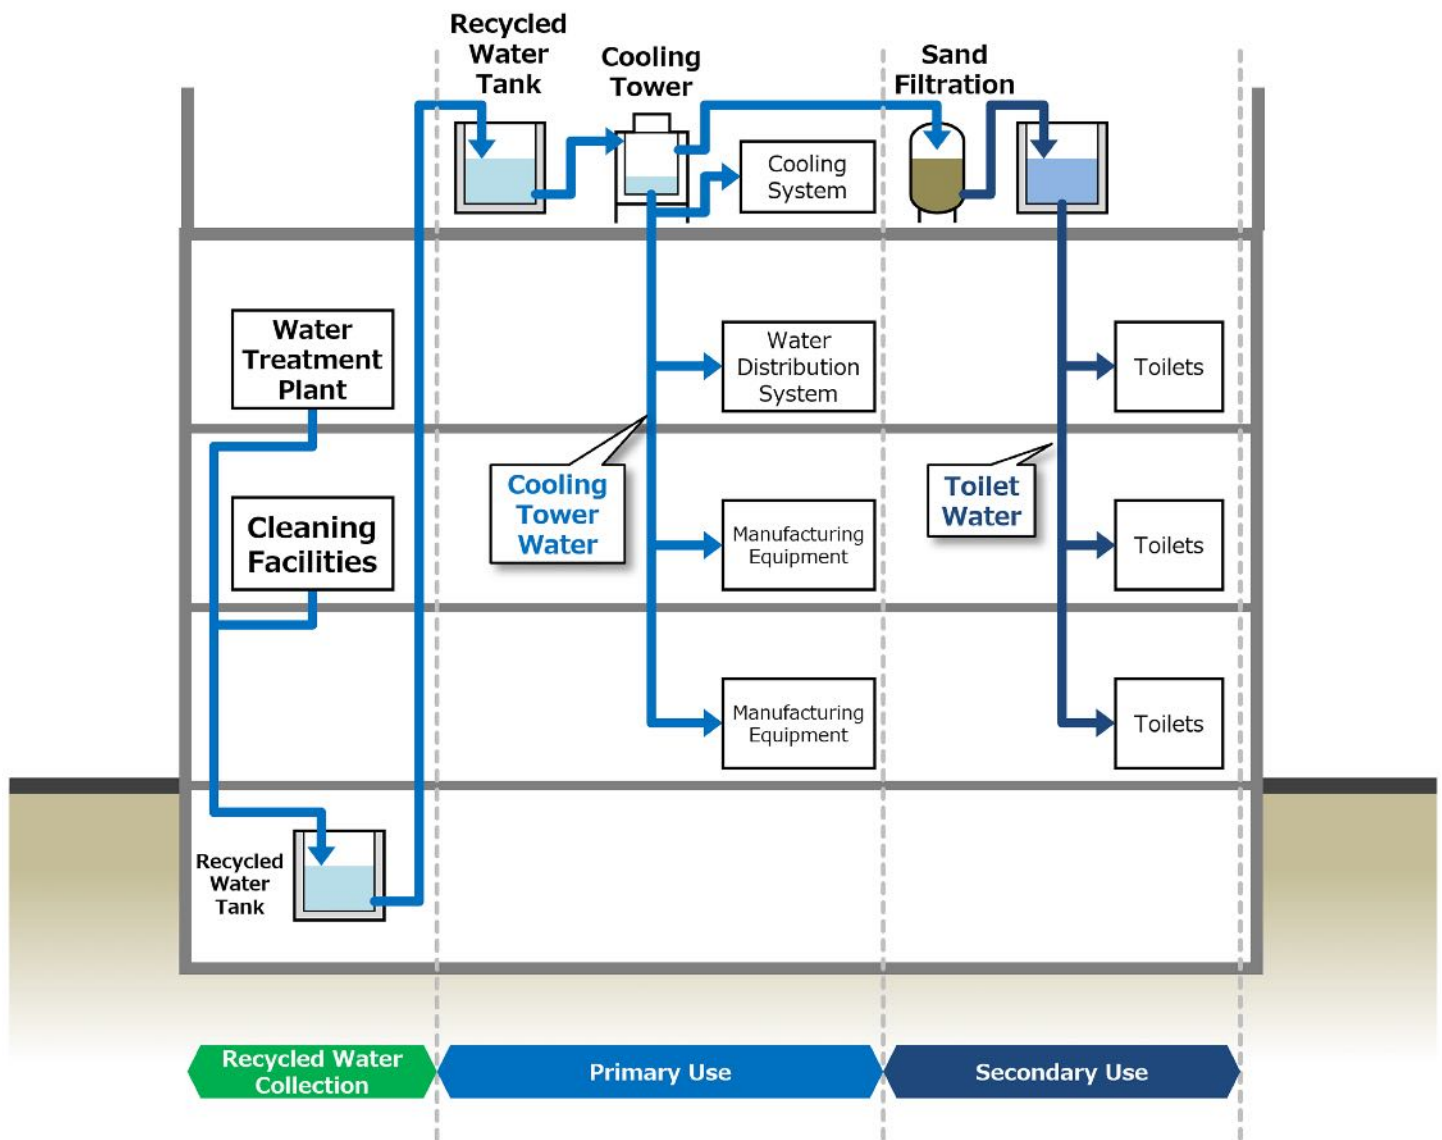 Recycled
Water
Tank
Cooling
Tower
Sand
Filtration
Cooling
System
Water
Treatment
Plant
Water
Distribution
System
Toilets
Cleaning
Facilities
Cooling
Tower
Water
Manufacturing
Equipment
Toilet
Water
Toilets
Manufacturing
Equipment
Toilets
Recycled
Water
Tank
Recycled Water
Collection
Primary Use
Secondary Use